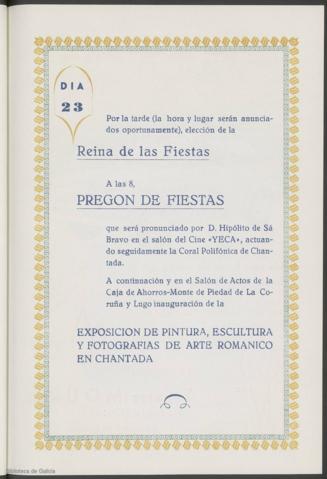 DIA
23
Por la tarde (la hora y lugar serán anuncia-
dos oportunamente), elección de la
Reina de las Fiestas
A las 8,
PREGON DE FIESTAS
que será pronunciado por D. Hipólito de Sá
Bravo en el salón del Cine «YECA», actuan-
do seguidamente la Coral Polifónica de Chan-
tada.
A continuación y en el Salón de Actos de la
Caja de Ahorros-Monte de Piedad de La Co-
ruña y Lugo inauguración de la
EXPOSICION DE PINTURA, ESCULTURA
Y FOTOGRAFIAS DE ARTE ROMANICO
EN CHANTADA
Biblioteca de Galicia